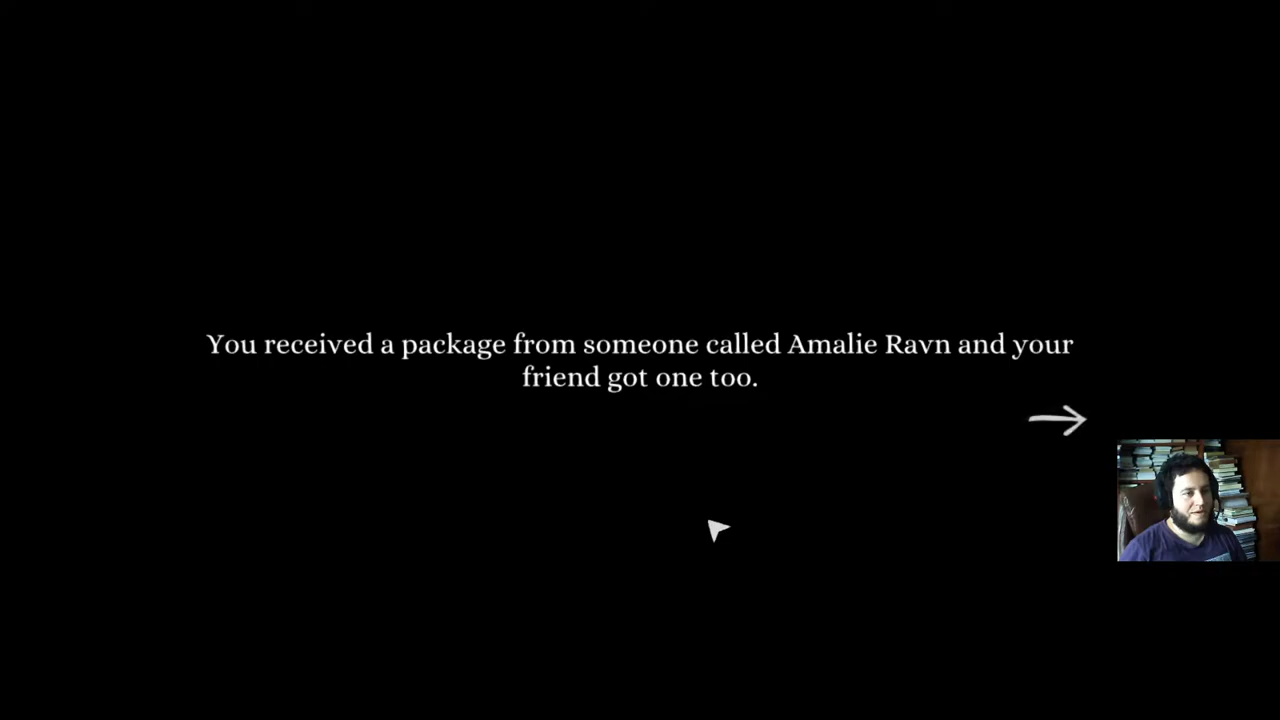 You received a package from someone called Amalie Ravn and your
friend got one too.